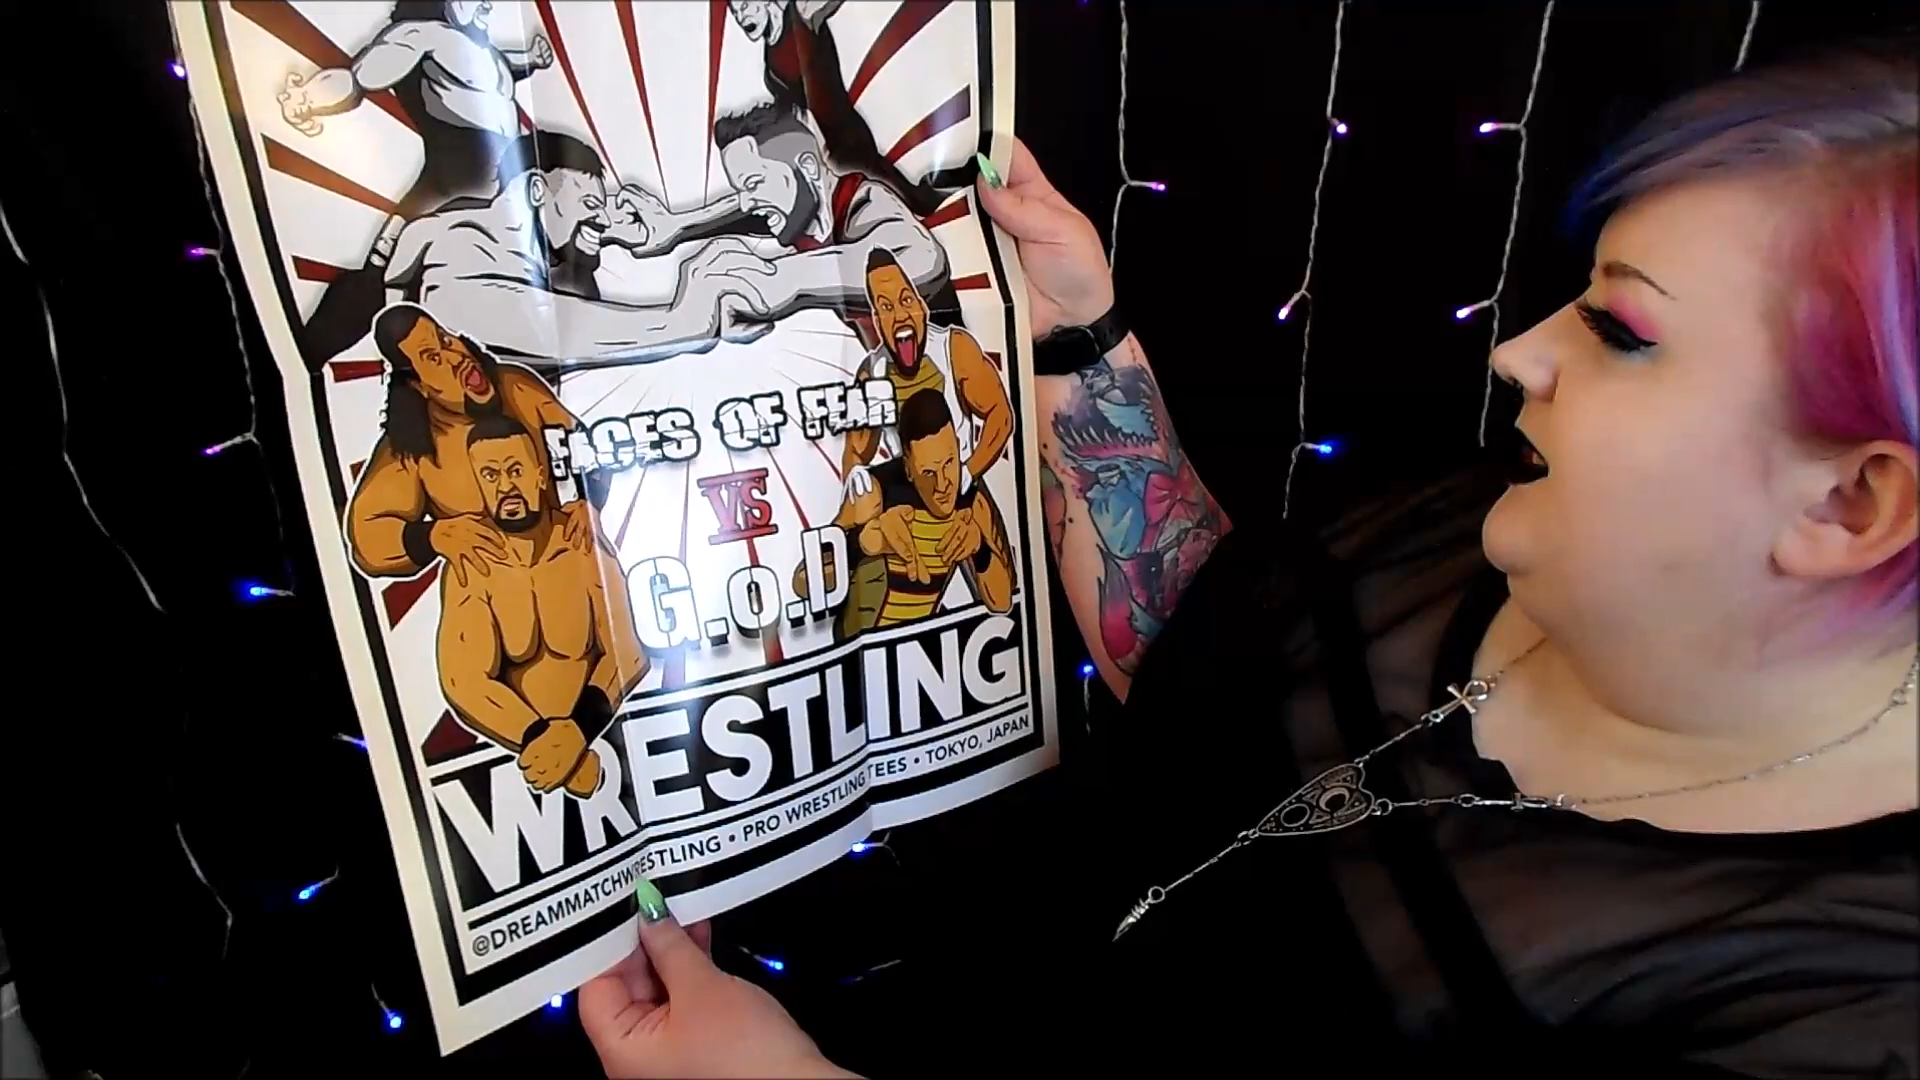 FACES OF FEAR
VS
G.o.D
WRESTLING
@DREAMMATCHWRESTLING • PRO WRESTLING TEES • TOKYO, JAPAN